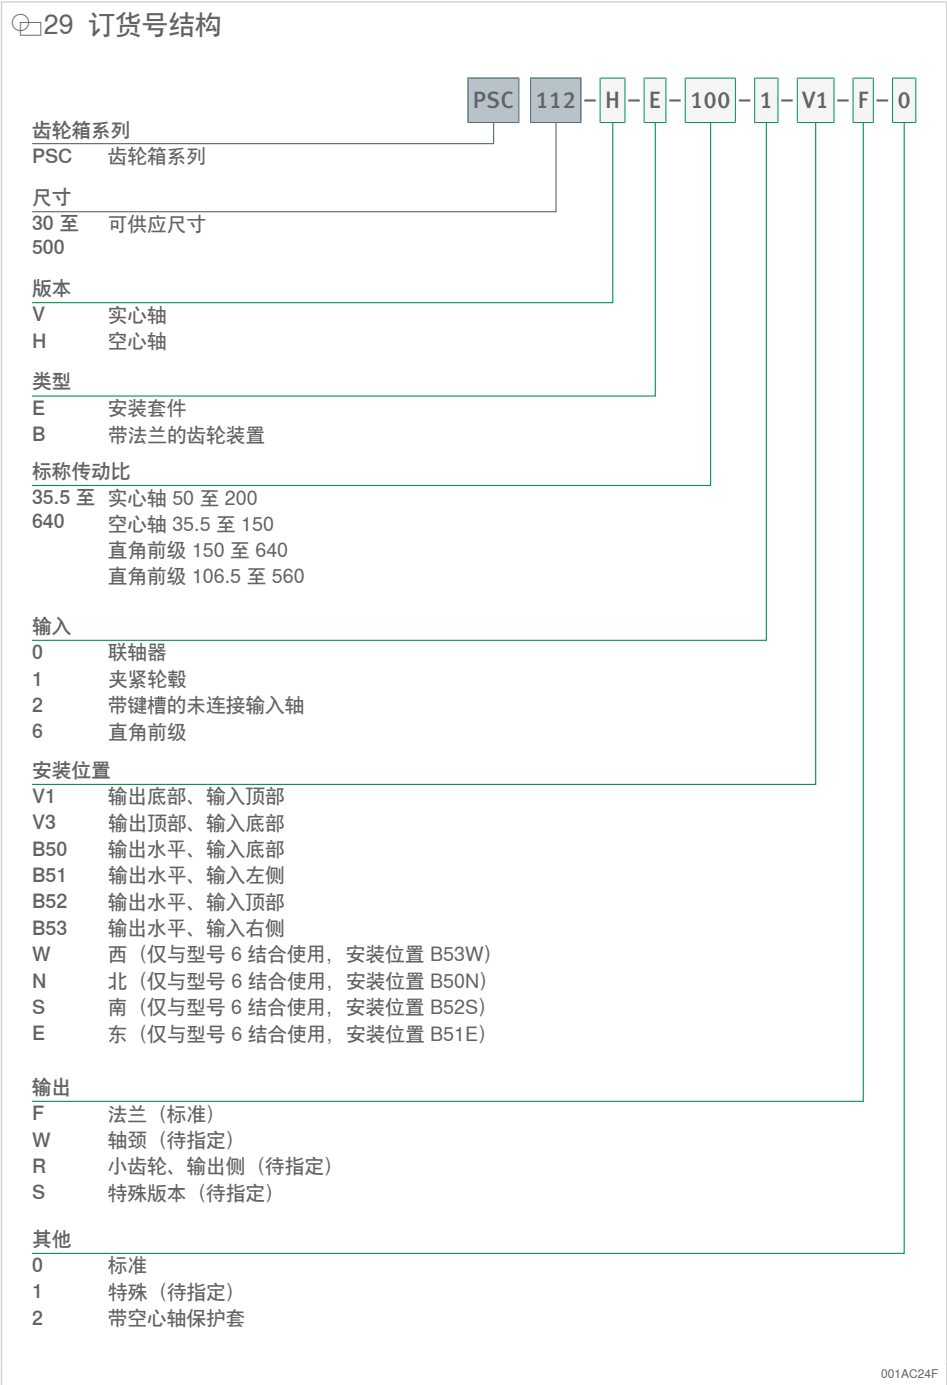 29 订货号结构
PSC 112-H-E-100-1-V1-F-0
齿轮箱系列
PSC 齿轮箱系列
尺寸
30 至 可供应尺寸
500
版本
V 实心轴
H 空心轴
类型
E 安装套件
B 带法兰的齿轮装置
标称传动比
35.5 至 实心轴 50 至 200
640 空心轴 35.5 至 150
直角前级 150 至 640
直角前级 106.5 至 560
输入
0 联轴器
1 夹紧轮毂
2 带键槽的未连接输入轴
6 直角前级
安装位置
V1 输出底部、输入顶部
V3 输出顶部、输入底部
B50 输出水平、输入底部
B51 输出水平、输入左侧
B52 输出水平、输入顶部
B53 输出水平、输入右侧
W 西（仅与型号 6 结合使用，安装位置 B53W）
N 北（仅与型号 6 结合使用，安装位置 B50N）
S 南（仅与型号 6 结合使用，安装位置 B52S）
E 东（仅与型号 6 结合使用，安装位置 B51E）
输出
F 法兰（标准）
W 轴颈（待指定）
R 小齿轮、输出侧（待指定）
S 特殊版本（待指定）
其他
0 标准
1 特殊（待指定）
2 带空心轴保护套
001AC24F